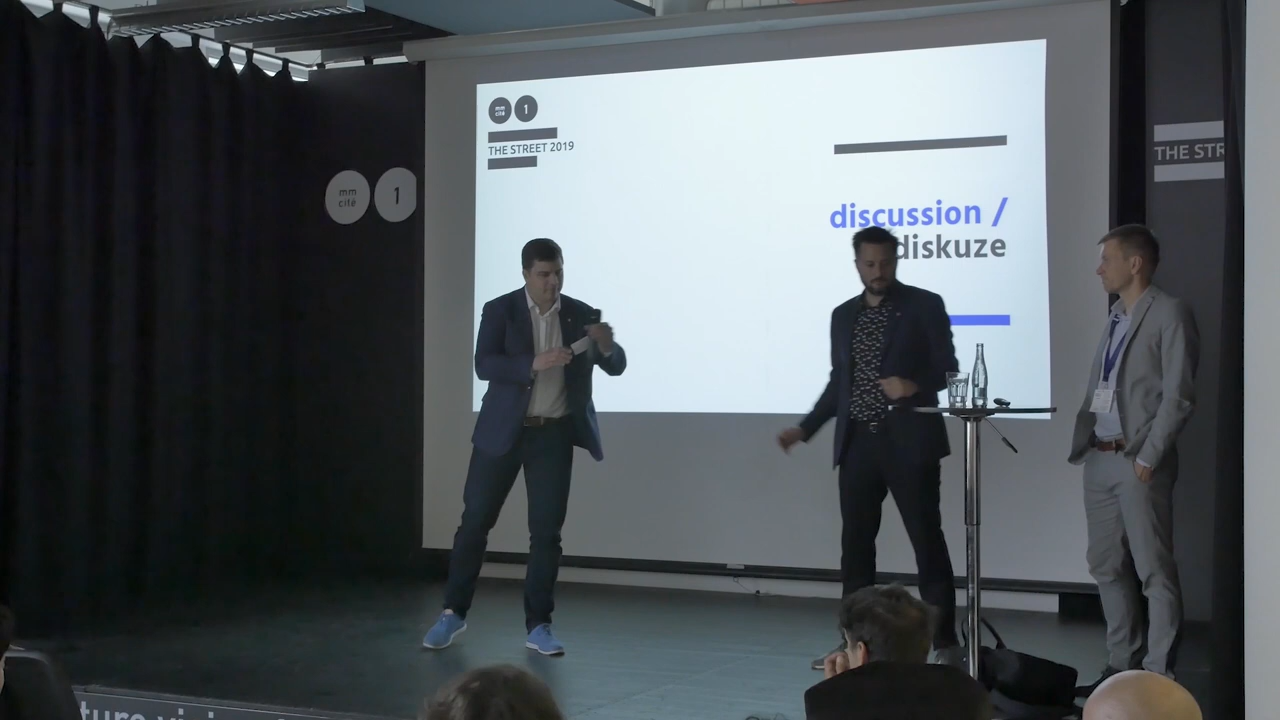 mm
cité
1
THE STREET 2019
discussion /
diskuze
mm
cité
1
THE STR